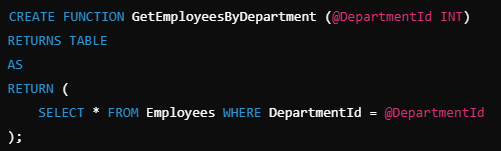 CREATE FUNCTION GetEmployeesByDepartment (@DepartmentId INT)
RETURNS TABLE
AS
RETURN (
    SELECT * FROM Employees WHERE DepartmentId = @DepartmentId
);